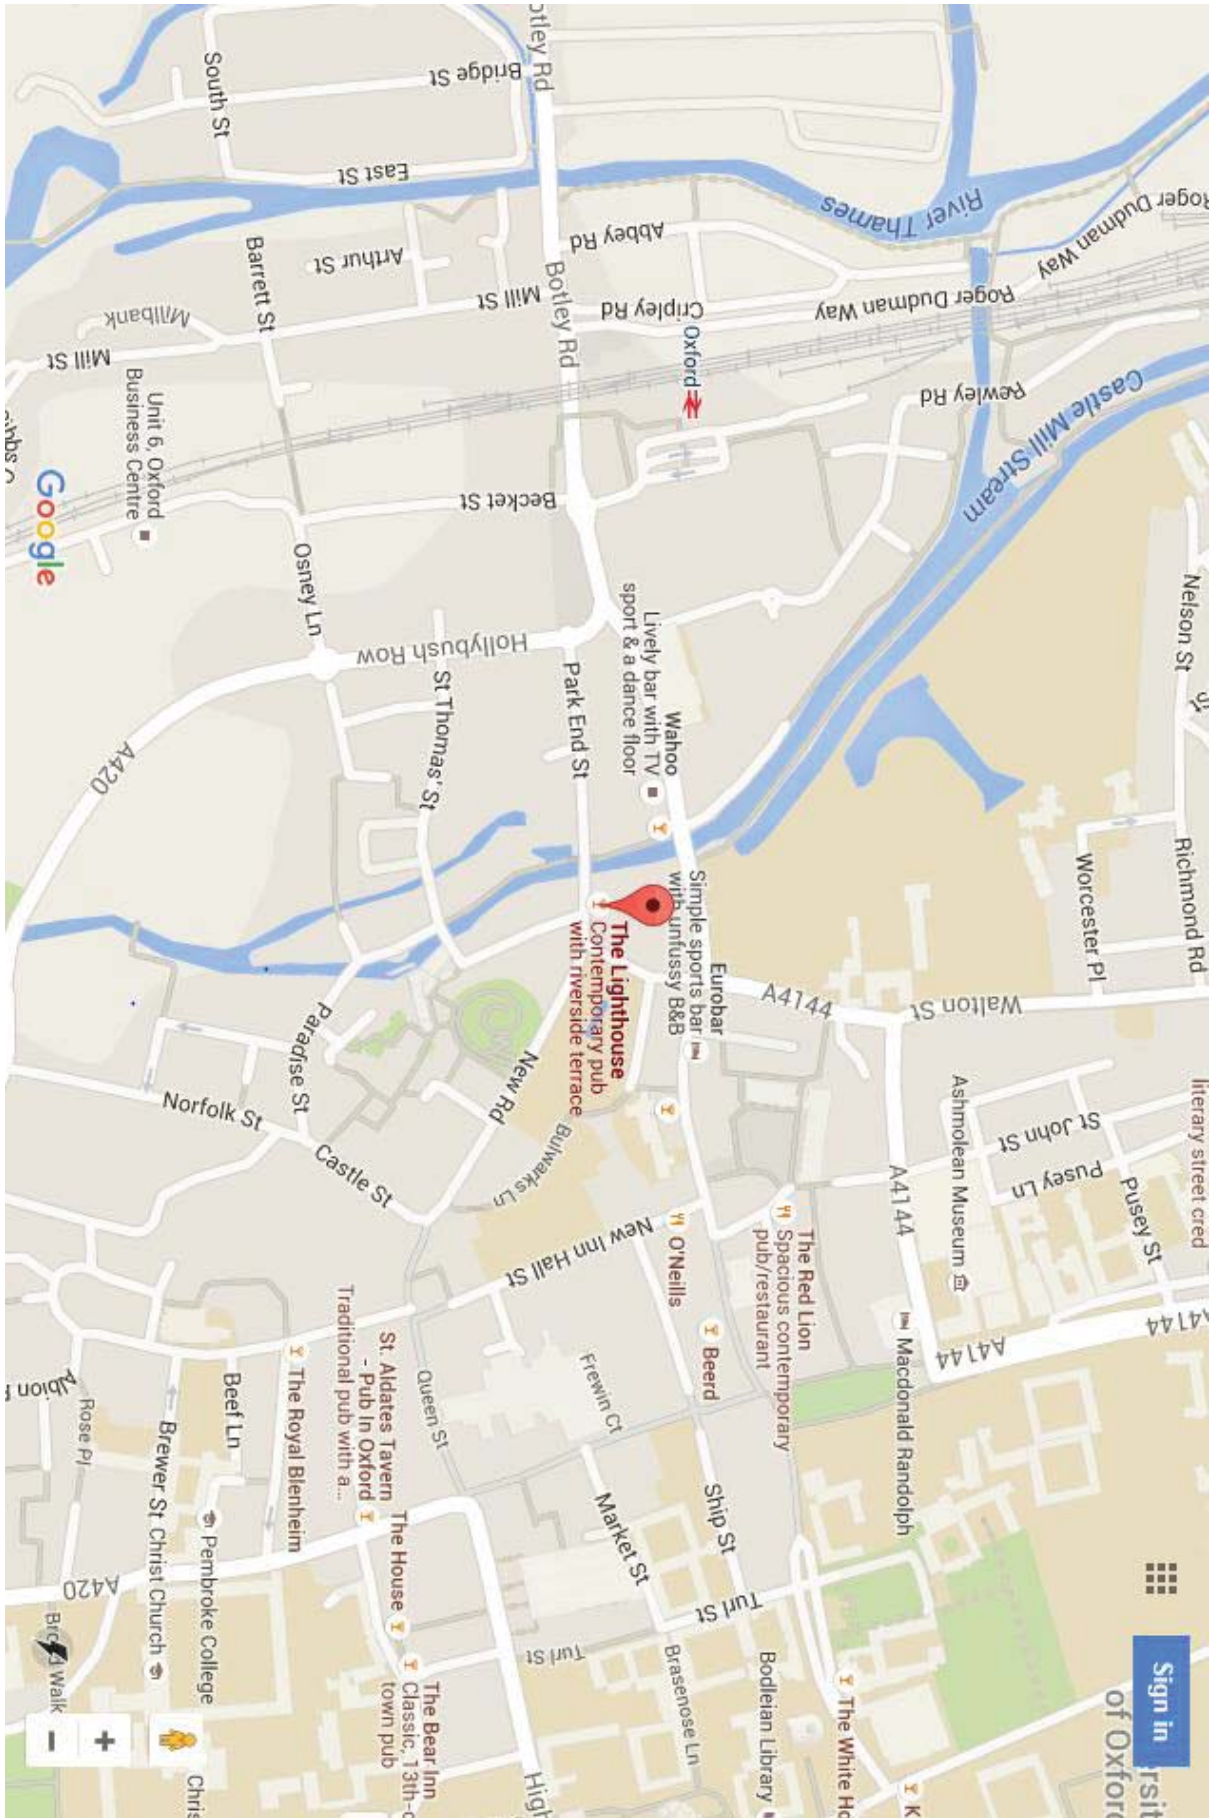 Sign in
of Oxford
Botley Rd
Bridge St
South St
East St
River Thames
Roger Dudman Way
Roger Dudman Way
Abbey Rd
Arthur St
Barrett St
Botley Rd
Cripley Rd
Mill St
Millbank
Mill St
Oxford
Rewley Rd
Castle Mill Stream
Unit 6, Oxford
Business Centre
Google
Becket St
Osney Ln
Hollybush Row
Nelson St
Lively bar with TV
sport & a dance floor
Wahoo
Park End St
St Thomas' St
A420
Richmond Rd
Worcester Pl
Walton St
A4144
Eurobar
Simple sports bar
with unfussy B&B
The Lighthouse
Contemporary pub
with riverside terrace
Paradise St
Norfolk St
Castle St
New Rd
Bulwarks Ln
New Inn Hall St
literary street cred
St John St
Pusey Ln
Pusey St
Ashmolean Museum
A4144
A4144
A4144
Macdonald Randolph
The Red Lion
Spacious contemporary
pub/restaurant
O'Neills
Beerd
Frewin Ct
Queen St
St. Aldates Tavern
- Pub In Oxford
Traditional pub with a...
The Royal Blenheim
Beef Ln
Brewer St
Rose Pl
Albion
Pembroke College
Christ Church
A420
Walk
The House
The Bear Inn
Classic, 13th-c
town pub
Market St
Ship St
Turl St
Turl St
Brasenose Ln
Bodleian Library
The White Ho
K
High
Chris